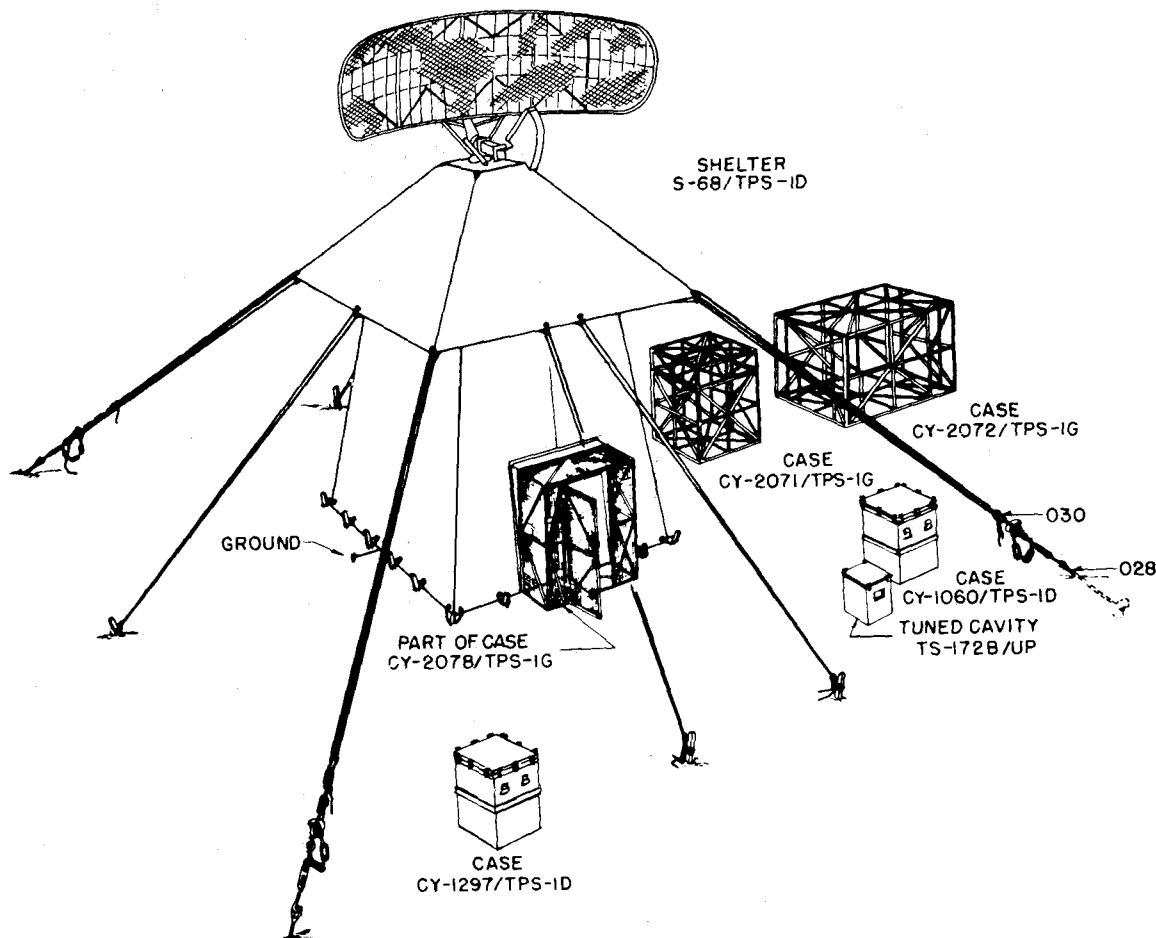 SHELTER
S-68/TPS-1D
CASE
CY-2072/TPS-1G
CASE
CY-2071/TPS-1G
030
GROUND
028
CASE
CY-1060/TPS-1D
TUNED CAVITY
TS-172B/UP
PART OF CASE
CY-2078/TPS-1G
CASE
CY-1297/TPS-1D